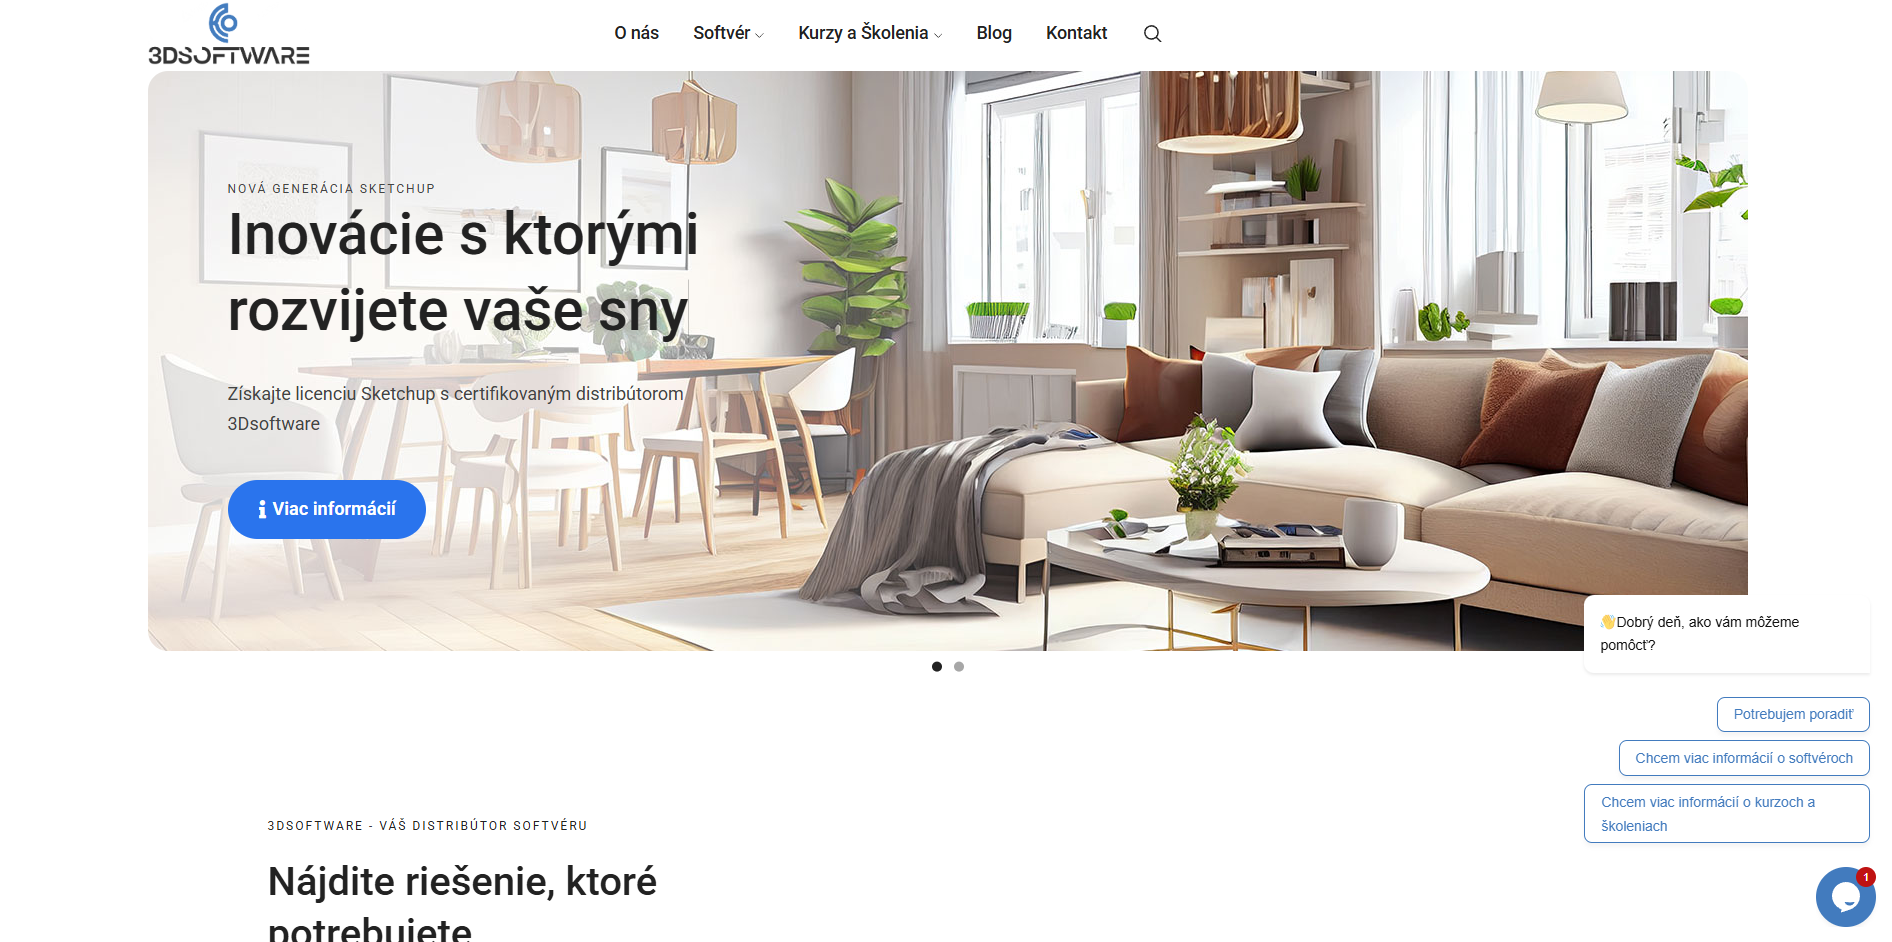 3DSOFTWARE
O nás Softvér Kurzy a Školenia Blog Kontakt
NOVÁ GENERÁCIA SKETCHUP
Inovácie s ktorými
rozvijete vaše sny
Získajte licenciu Sketchup s certifikovaným distribútorom
3Dsoftware
Viac informácií
👋Dobrý deň, ako vám môžeme
pomôcť?
Potrebujem poradiť
Chcem viac informácií o softvéroch
Chcem viac informácií o kurzoch a
školeniach
1
3DSOFTWARE - VÁŠ DISTRIBÚTOR SOFTVÉRU
Nájdite riešenie, ktoré
potrebujete